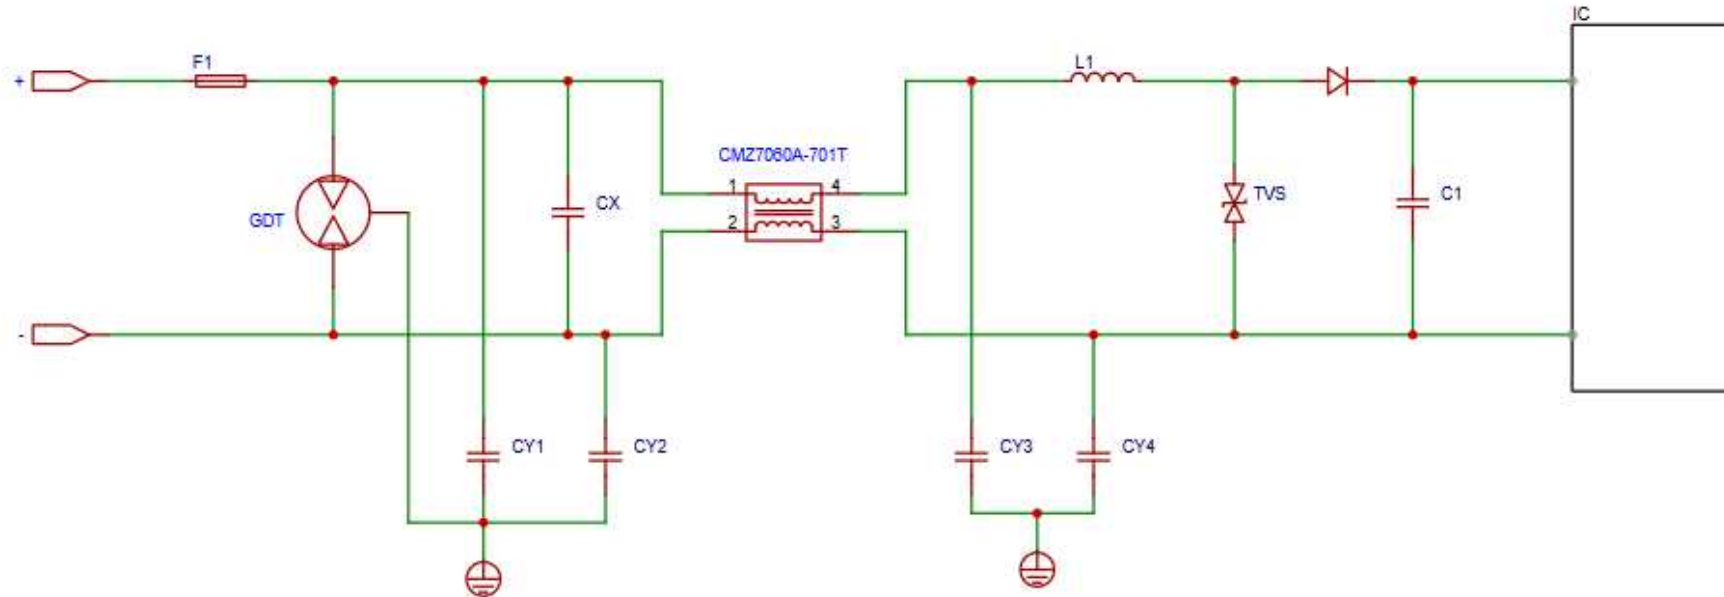 IC
F1
L1
+
CMZ7060A-701T
1
4
TVS
C1
CX
GDT
2
3
-
CY1
CY2
CY3
CY4